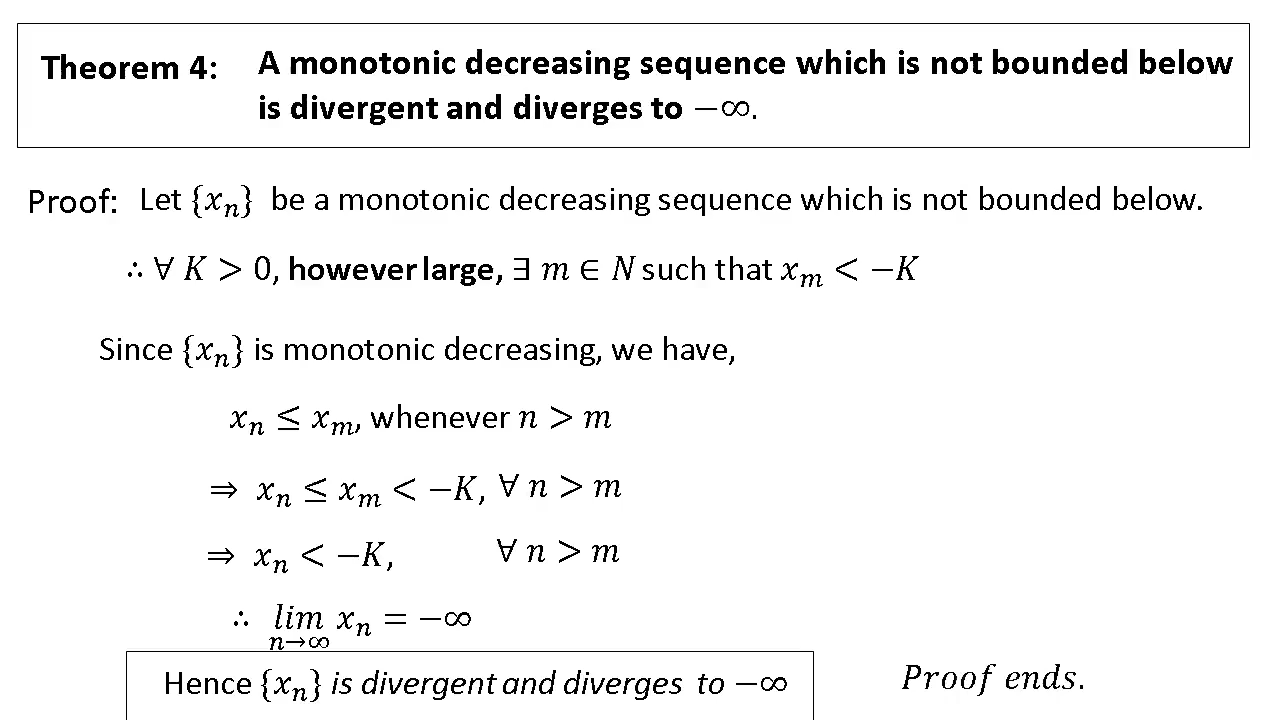 Theorem 4: A monotonic decreasing sequence which is not bounded below
is divergent and diverges to −∞.
Proof: Let {xₙ} be a monotonic decreasing sequence which is not bounded below.
∴ ∀ K > 0, however large, ∃ m ∈ N such that xₘ < −K
Since {xₙ} is monotonic decreasing, we have,
xₙ ≤ xₘ, whenever n > m
⇒ xₙ ≤ xₘ < −K, ∀ n > m
⇒ xₙ < −K, ∀ n > m
∴ lim xₙ = −∞
n→∞
Hence {xₙ} is divergent and diverges to −∞
Proof ends.